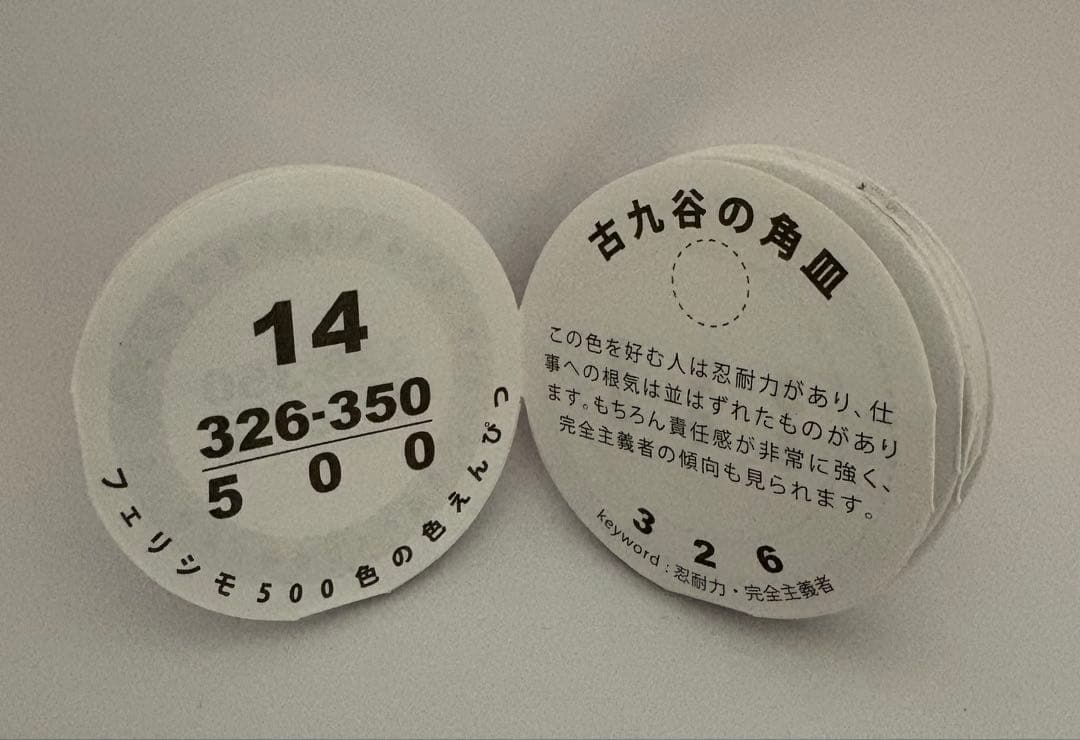 14
326-350
500
フェリシモ500色の色えんぴつ
古九谷の角皿
この色を好む人は忍耐力があり、仕
事への根気は並はずれたものがあり
ます。もちろん責任感が非常に強く、
完全主義者の傾向も見られます。
326
keyword：忍耐力・完全主義者